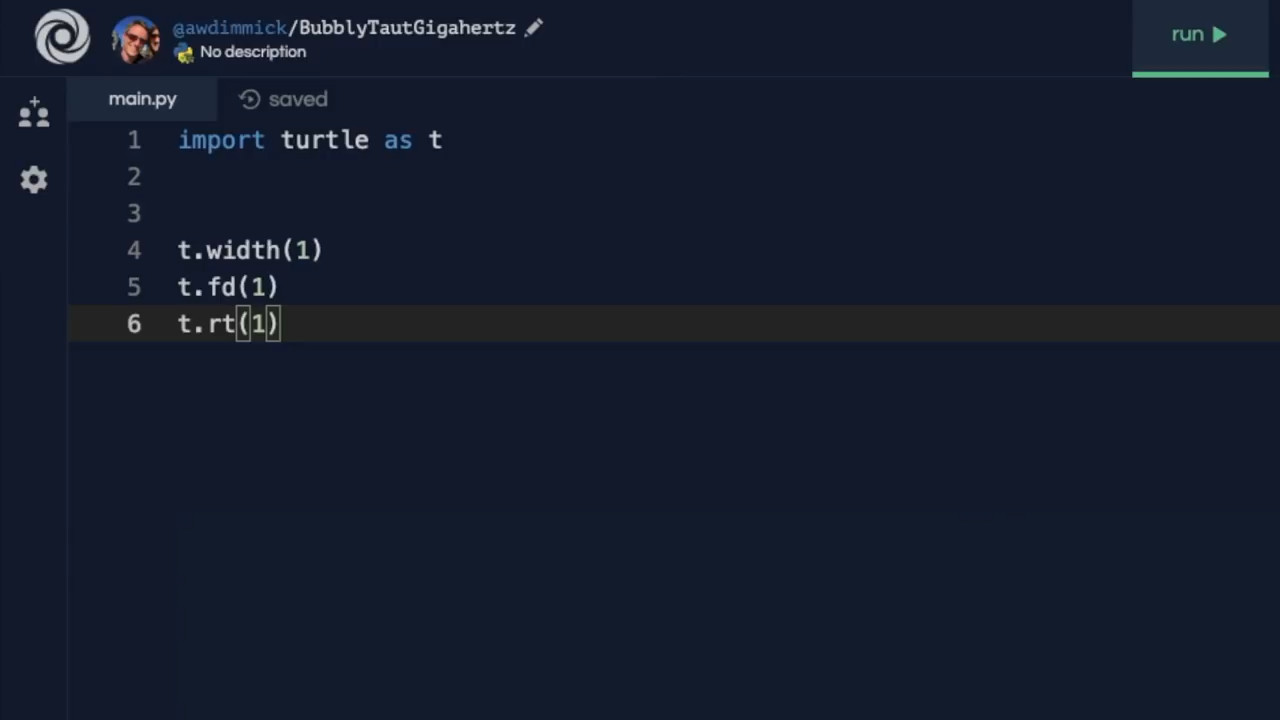 @awdimmick/BubblyTautGigahertz
No description
run
main.py
saved
1 import turtle as t
2
3
4 t.width(1)
5 t.fd(1)
6 t.rt(1)